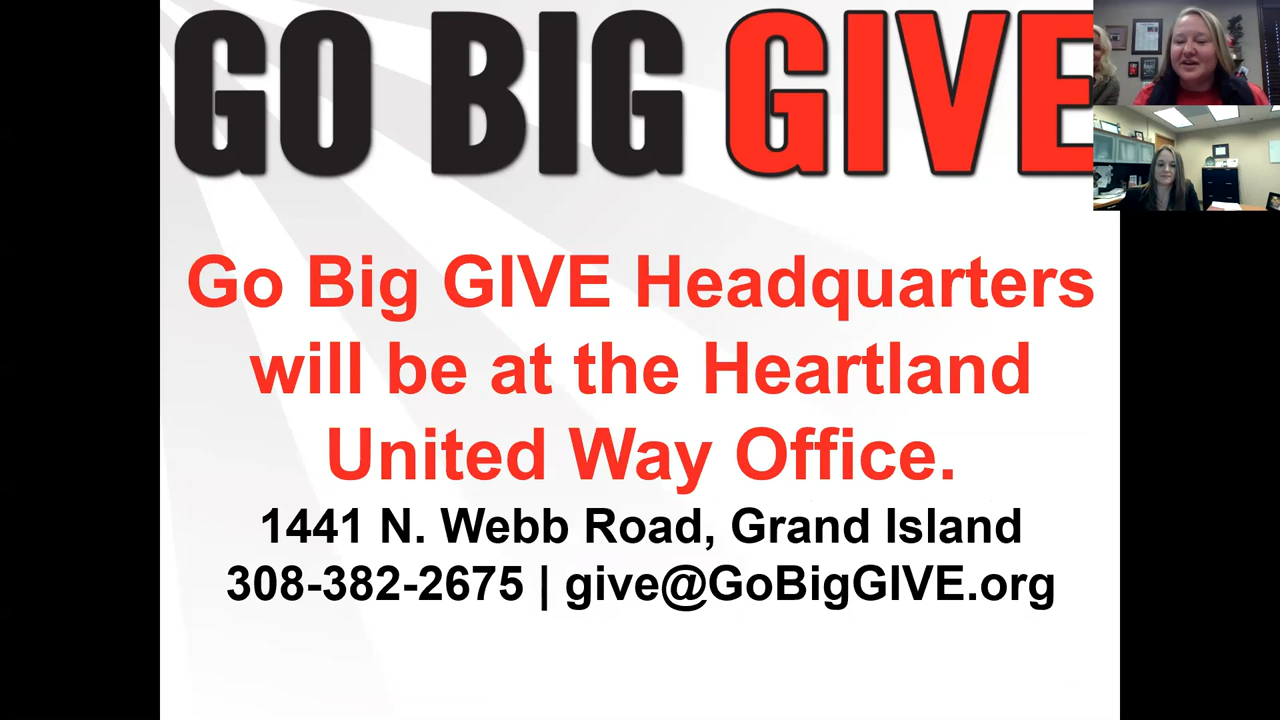 GO BIG GIVE
Go Big GIVE Headquarters
will be at the Heartland
United Way Office.
1441 N. Webb Road, Grand Island
308-382-2675 | give@GoBigGIVE.org